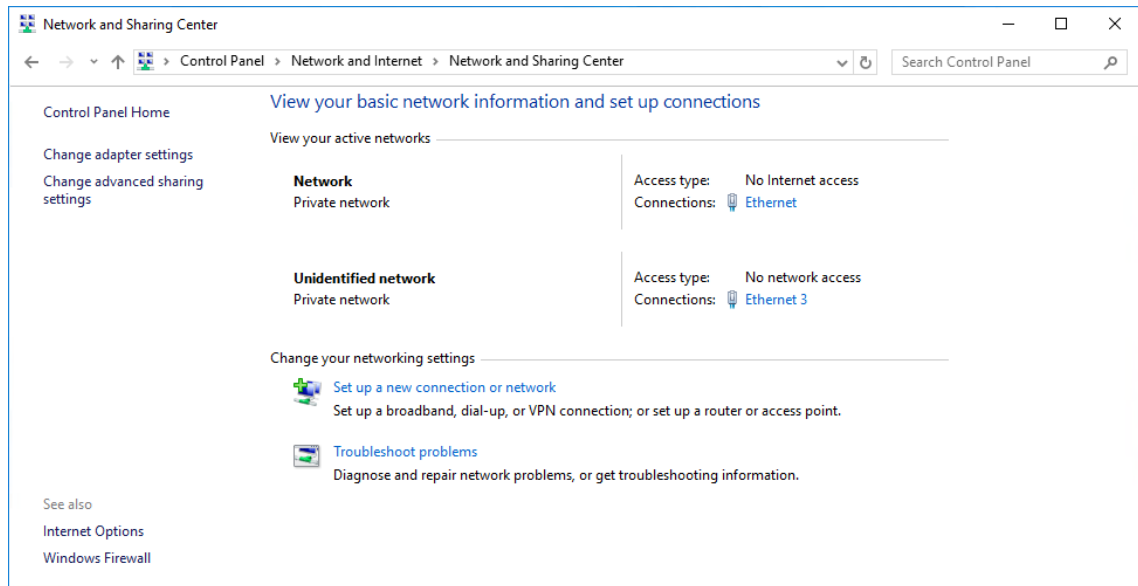 Network and Sharing Center
Control Panel > Network and Internet > Network and Sharing Center
Search Control Panel
Control Panel Home
Change adapter settings
Change advanced sharing
settings
View your basic network information and set up connections
View your active networks
Network
Private network
Access type: No Internet access
Connections: Ethernet
Unidentified network
Private network
Access type: No network access
Connections: Ethernet 3
Change your networking settings
Set up a new connection or network
Set up a broadband, dial-up, or VPN connection; or set up a router or access point.
Troubleshoot problems
Diagnose and repair network problems, or get troubleshooting information.
See also
Internet Options
Windows Firewall